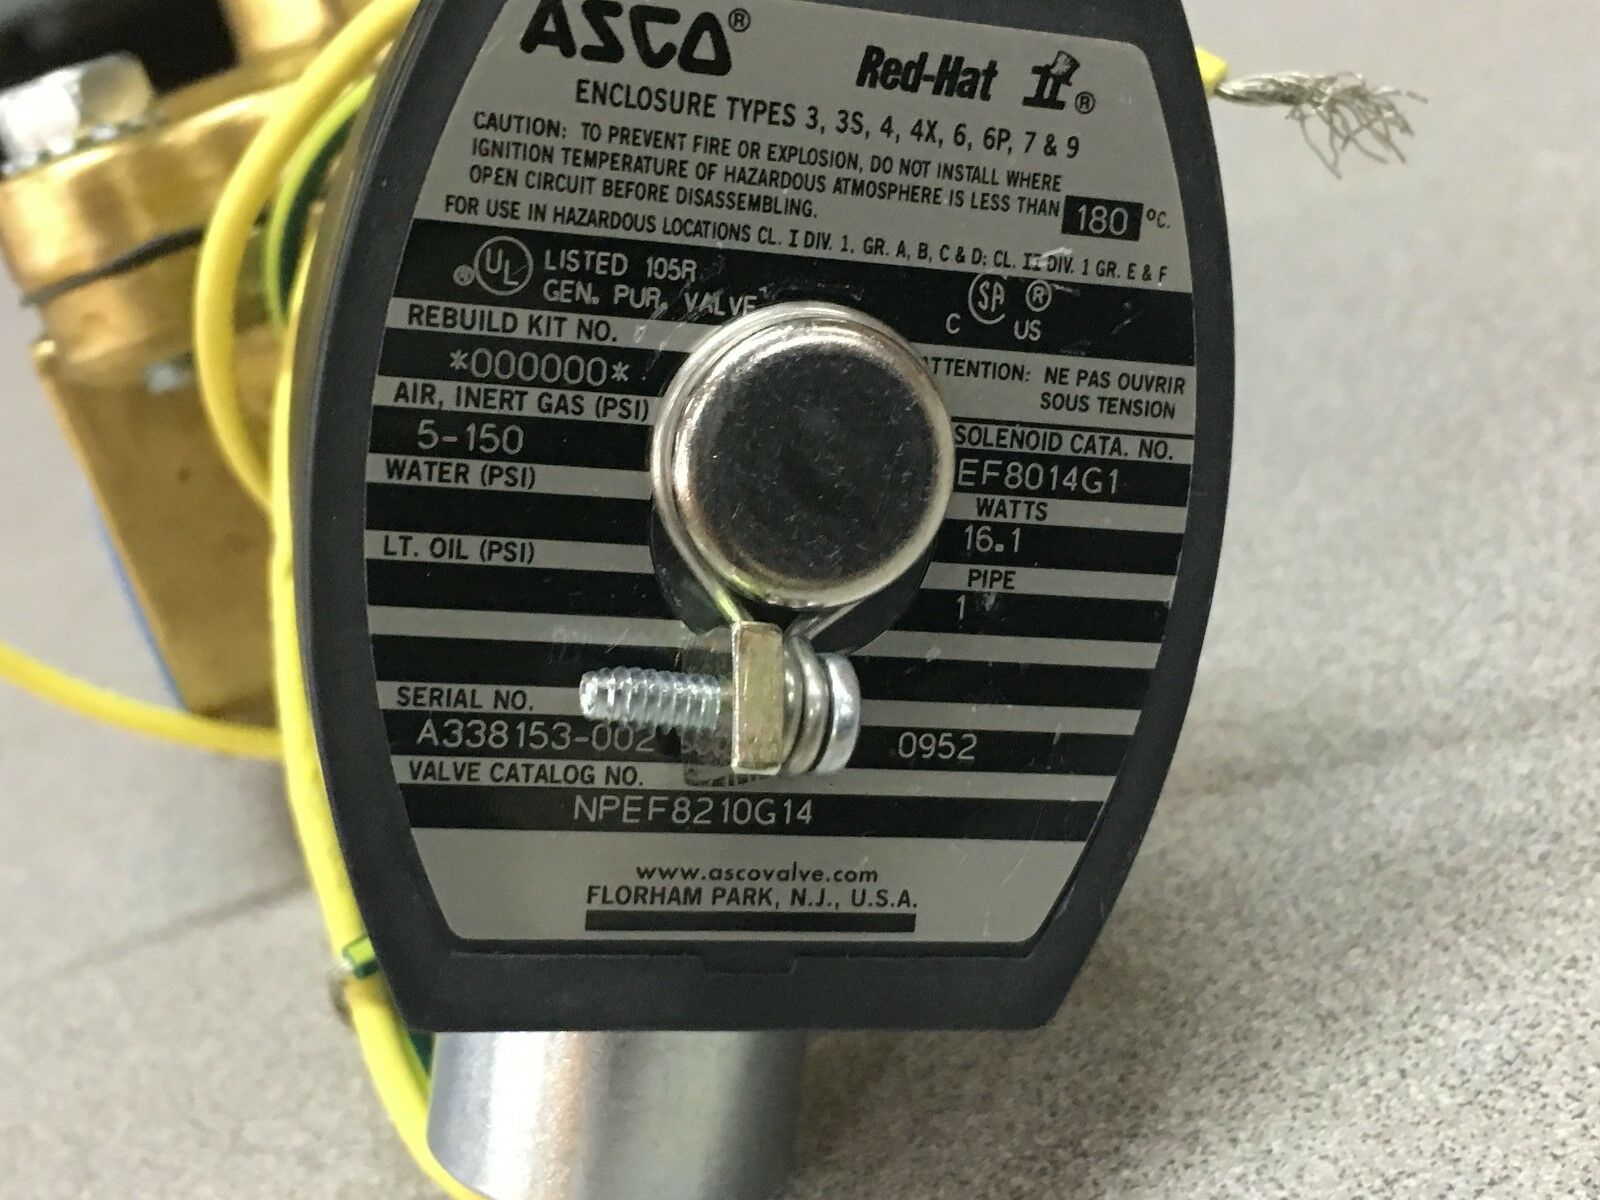 ASCO®
Red-Hat II®
ENCLOSURE TYPES 3, 3S, 4, 4X, 6, 6P, 7 & 9
CAUTION: TO PREVENT FIRE OR EXPLOSION, DO NOT INSTALL WHERE
IGNITION TEMPERATURE OF HAZARDOUS ATMOSPHERE IS LESS THAN 180 °C.
OPEN CIRCUIT BEFORE DISASSEMBLING.
FOR USE IN HAZARDOUS LOCATIONS CL. I DIV. 1. GR. A, B, C & D; CL. II DIV. 1 GR. E & F
UL® LISTED 105R
GEN. PUR. VALVE
C SA® US
REBUILD KIT NO.
*000000*
ATTENTION: NE PAS OUVRIR
SOUS TENSION
AIR, INERT GAS (PSI)
5-150
SOLENOID CATA. NO.
EF8014G1
WATER (PSI)
WATTS
16.1
LT. OIL (PSI)
PIPE
1
SERIAL NO.
A338153-002 0952
VALVE CATALOG NO.
NPEF8210G14
www.ascovalve.com
FLORHAM PARK, N.J., U.S.A.